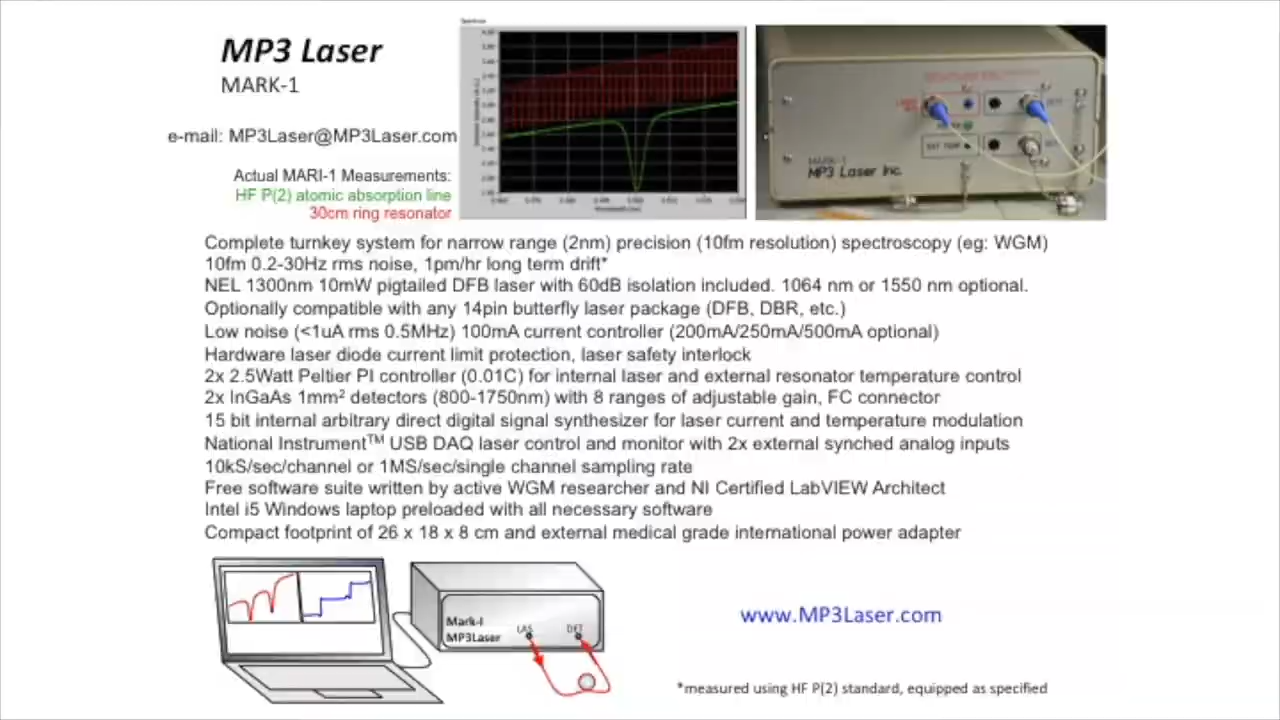 MP3 Laser
MARK-1
e-mail: MP3Laser@MP3Laser.com
Actual MARI-1 Measurements:
HF P(2) atomic absorption line
30cm ring resonator
MARK-1
MP3 Laser Inc.
Complete turnkey system for narrow range (2nm) precision (10fm resolution) spectroscopy (eg: WGM)
10fm 0.2-30Hz rms noise, 1pm/hr long term drift*
NEL 1300nm 10mW pigtailed DFB laser with 60dB isolation included. 1064 nm or 1550 nm optional.
Optionally compatible with any 14pin butterfly laser package (DFB, DBR, etc.)
Low noise (<1uA rms 0.5MHz) 100mA current controller (200mA/250mA/500mA optional)
Hardware laser diode current limit protection, laser safety interlock
2x 2.5Watt Peltier PI controller (0.01C) for internal laser and external resonator temperature control
2x InGaAs 1mm² detectors (800-1750nm) with 8 ranges of adjustable gain, FC connector
15 bit internal arbitrary direct digital signal synthesizer for laser current and temperature modulation
National Instrument™ USB DAQ laser control and monitor with 2x external synched analog inputs
10kS/sec/channel or 1MS/sec/single channel sampling rate
Free software suite written by active WGM researcher and NI Certified LabVIEW Architect
Intel i5 Windows laptop preloaded with all necessary software
Compact footprint of 26 x 18 x 8 cm and external medical grade international power adapter
Mark-I
MP3Laser
LAS DET
www.MP3Laser.com
*measured using HF P(2) standard, equipped as specified